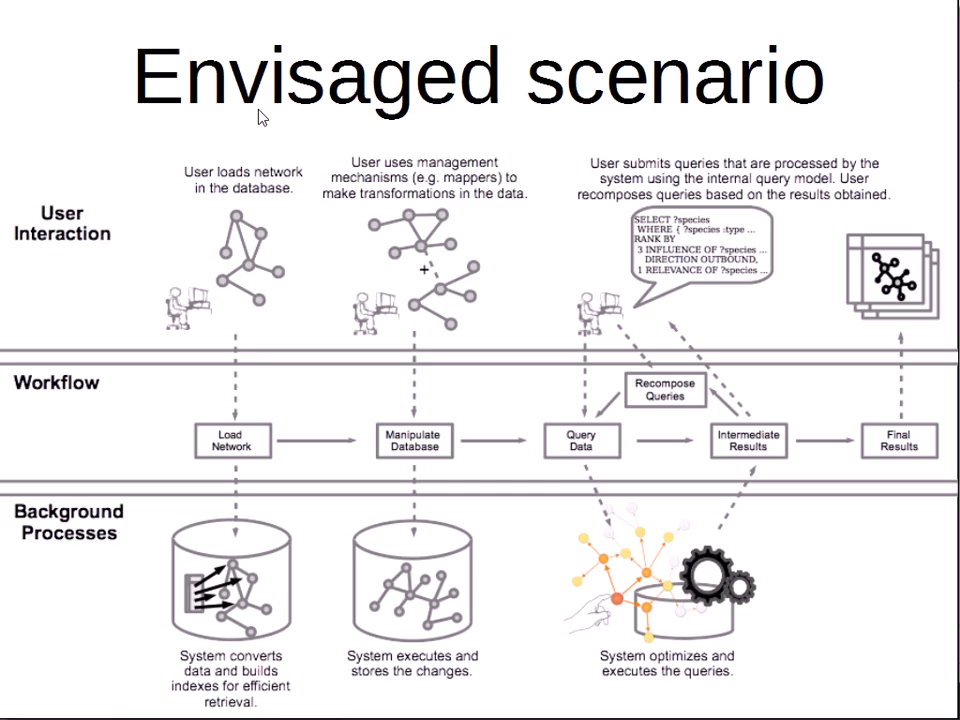 Envisaged scenario
User loads network
in the database.
User uses management
mechanisms (e.g. mappers) to
make transformations in the data.
User submits queries that are processed by the
system using the internal query model. User
recomposes queries based on the results obtained.
User
Interaction
SELECT ?species
WHERE { ?species :type ...
RANK BY
3 INFLUENCE OF ?species ...
DIRECTION OUTBOUND,
1 RELEVANCE OF ?species ...
+
Workflow
Recompose
Queries
Load
Network
Manipulate
Database
Query
Data
Intermediate
Results
Final
Results
Background
Processes
System converts
data and builds
indexes for efficient
retrieval.
System executes and
stores the changes.
System optimizes and
executes the queries.